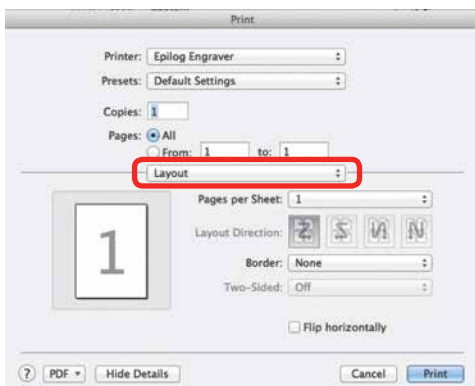 Print
Printer: Epilog Engraver
Presets: Default Settings
Copies: 1
Pages: All
From: 1 to: 1
Layout
Pages per Sheet: 1
Layout Direction:
Border: None
Two-Sided: Off
Flip horizontally
1
? PDF Hide Details Cancel Print